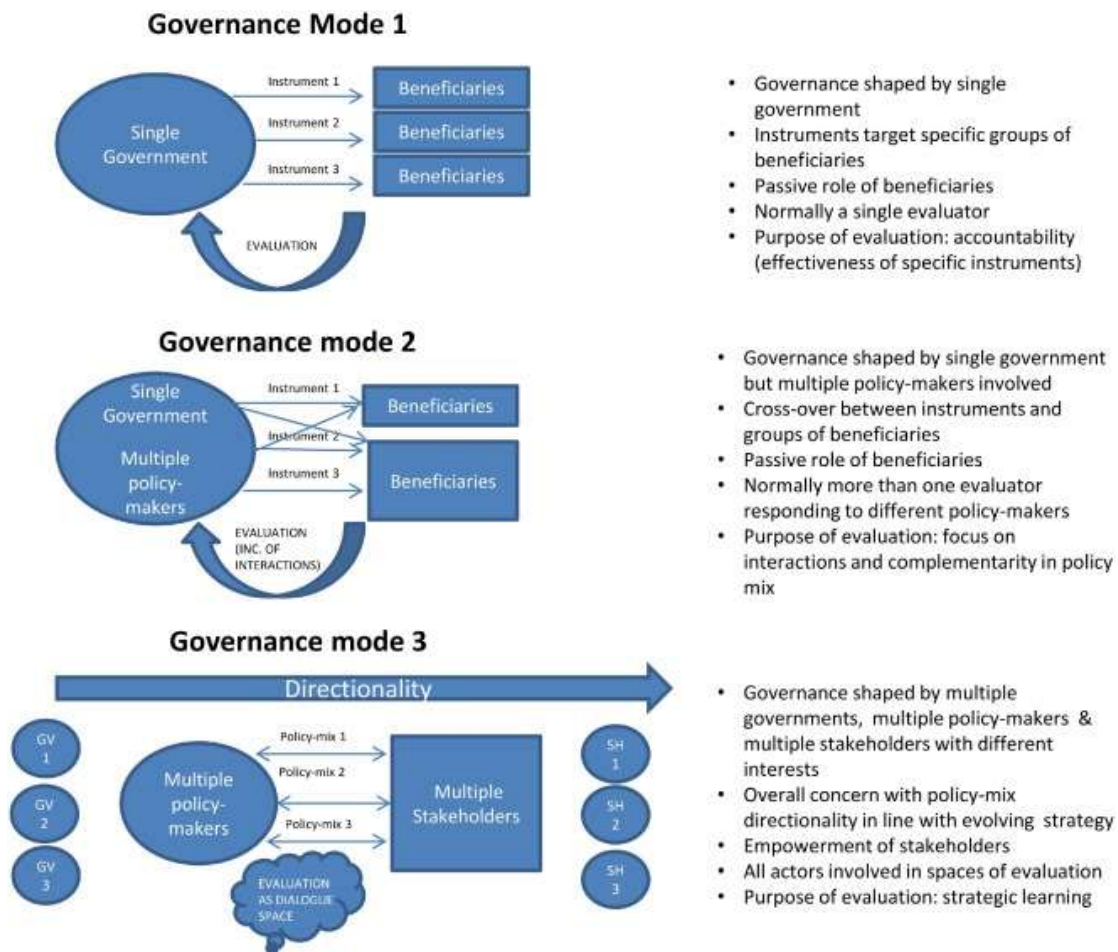 Governance Mode 1
Single
Government
Instrument 1
Instrument 2
Instrument 3
Beneficiaries
Beneficiaries
Beneficiaries
EVALUATION
• Governance shaped by single
government
• Instruments target specific groups of
beneficiaries
• Passive role of beneficiaries
• Normally a single evaluator
• Purpose of evaluation: accountability
(effectiveness of specific instruments)
Governance mode 2
Single
Government
Multiple
policy-
makers
Instrument 1
Instrument 2
Instrument 3
Beneficiaries
Beneficiaries
EVALUATION
(INC. OF
INTERACTIONS)
• Governance shaped by single government
but multiple policy-makers involved
• Cross-over between instruments and
groups of beneficiaries
• Passive role of beneficiaries
• Normally more than one evaluator
responding to different policy-makers
• Purpose of evaluation: focus on
interactions and complementarity in policy
mix
Governance mode 3
Directionality
GV
1
GV
2
GV
3
Multiple
policy-
makers
Policy-mix 1
Policy-mix 2
Policy-mix 3
Multiple
Stakeholders
SH
1
SH
2
SH
3
EVALUATION
AS DIALOGUE
SPACE
• Governance shaped by multiple
governments, multiple policy-makers &
multiple stakeholders with different
interests
• Overall concern with policy-mix
directionality in line with evolving strategy
• Empowerment of stakeholders
• All actors involved in spaces of evaluation
• Purpose of evaluation: strategic learning